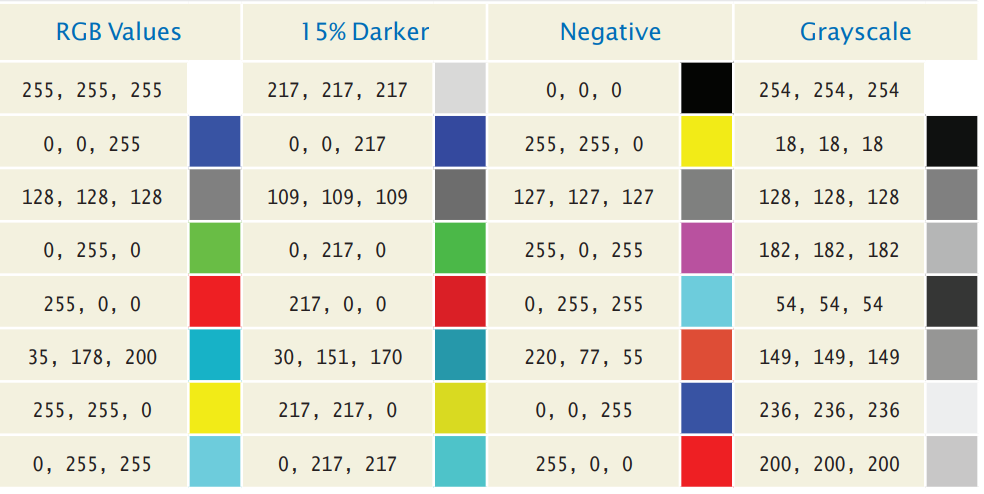 RGB Values 15% Darker Negative Grayscale
255, 255, 255 217, 217, 217 0, 0, 0 254, 254, 254
0, 0, 255 0, 0, 217 255, 255, 0 18, 18, 18
128, 128, 128 109, 109, 109 127, 127, 127 128, 128, 128
0, 255, 0 0, 217, 0 255, 0, 255 182, 182, 182
255, 0, 0 217, 0, 0 0, 255, 255 54, 54, 54
35, 178, 200 30, 151, 170 220, 77, 55 149, 149, 149
255, 255, 0 217, 217, 0 0, 0, 255 236, 236, 236
0, 255, 255 0, 217, 217 255, 0, 0 200, 200, 200